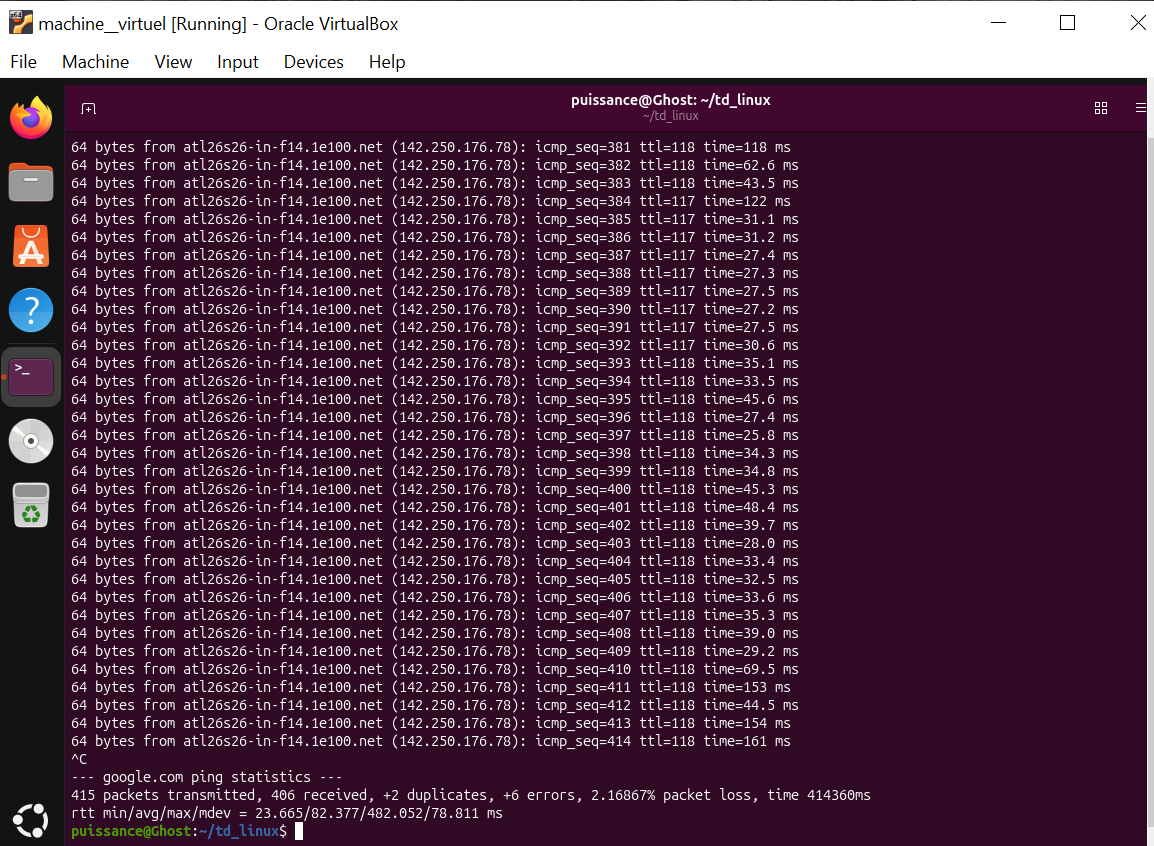 machine__virtuel [Running] - Oracle VirtualBox
File Machine View Input Devices Help
puissance@Ghost: ~/td_linux
~/td_linux
64 bytes from atl26s26-in-f14.1e100.net (142.250.176.78): icmp_seq=381 ttl=118 time=118 ms
64 bytes from atl26s26-in-f14.1e100.net (142.250.176.78): icmp_seq=382 ttl=118 time=62.6 ms
64 bytes from atl26s26-in-f14.1e100.net (142.250.176.78): icmp_seq=383 ttl=118 time=43.5 ms
64 bytes from atl26s26-in-f14.1e100.net (142.250.176.78): icmp_seq=384 ttl=117 time=122 ms
64 bytes from atl26s26-in-f14.1e100.net (142.250.176.78): icmp_seq=385 ttl=117 time=31.1 ms
64 bytes from atl26s26-in-f14.1e100.net (142.250.176.78): icmp_seq=386 ttl=117 time=31.2 ms
64 bytes from atl26s26-in-f14.1e100.net (142.250.176.78): icmp_seq=387 ttl=117 time=27.4 ms
64 bytes from atl26s26-in-f14.1e100.net (142.250.176.78): icmp_seq=388 ttl=117 time=27.3 ms
64 bytes from atl26s26-in-f14.1e100.net (142.250.176.78): icmp_seq=389 ttl=117 time=27.5 ms
64 bytes from atl26s26-in-f14.1e100.net (142.250.176.78): icmp_seq=390 ttl=117 time=27.2 ms
64 bytes from atl26s26-in-f14.1e100.net (142.250.176.78): icmp_seq=391 ttl=117 time=27.5 ms
64 bytes from atl26s26-in-f14.1e100.net (142.250.176.78): icmp_seq=392 ttl=117 time=30.6 ms
64 bytes from atl26s26-in-f14.1e100.net (142.250.176.78): icmp_seq=393 ttl=118 time=35.1 ms
64 bytes from atl26s26-in-f14.1e100.net (142.250.176.78): icmp_seq=394 ttl=118 time=33.5 ms
64 bytes from atl26s26-in-f14.1e100.net (142.250.176.78): icmp_seq=395 ttl=118 time=45.6 ms
64 bytes from atl26s26-in-f14.1e100.net (142.250.176.78): icmp_seq=396 ttl=118 time=27.4 ms
64 bytes from atl26s26-in-f14.1e100.net (142.250.176.78): icmp_seq=397 ttl=118 time=25.8 ms
64 bytes from atl26s26-in-f14.1e100.net (142.250.176.78): icmp_seq=398 ttl=118 time=34.3 ms
64 bytes from atl26s26-in-f14.1e100.net (142.250.176.78): icmp_seq=399 ttl=118 time=34.8 ms
64 bytes from atl26s26-in-f14.1e100.net (142.250.176.78): icmp_seq=400 ttl=118 time=45.3 ms
64 bytes from atl26s26-in-f14.1e100.net (142.250.176.78): icmp_seq=401 ttl=118 time=48.4 ms
64 bytes from atl26s26-in-f14.1e100.net (142.250.176.78): icmp_seq=402 ttl=118 time=39.7 ms
64 bytes from atl26s26-in-f14.1e100.net (142.250.176.78): icmp_seq=403 ttl=118 time=28.0 ms
64 bytes from atl26s26-in-f14.1e100.net (142.250.176.78): icmp_seq=404 ttl=118 time=33.4 ms
64 bytes from atl26s26-in-f14.1e100.net (142.250.176.78): icmp_seq=405 ttl=118 time=32.5 ms
64 bytes from atl26s26-in-f14.1e100.net (142.250.176.78): icmp_seq=406 ttl=118 time=33.6 ms
64 bytes from atl26s26-in-f14.1e100.net (142.250.176.78): icmp_seq=407 ttl=118 time=35.3 ms
64 bytes from atl26s26-in-f14.1e100.net (142.250.176.78): icmp_seq=408 ttl=118 time=39.0 ms
64 bytes from atl26s26-in-f14.1e100.net (142.250.176.78): icmp_seq=409 ttl=118 time=29.2 ms
64 bytes from atl26s26-in-f14.1e100.net (142.250.176.78): icmp_seq=410 ttl=118 time=69.5 ms
64 bytes from atl26s26-in-f14.1e100.net (142.250.176.78): icmp_seq=411 ttl=118 time=153 ms
64 bytes from atl26s26-in-f14.1e100.net (142.250.176.78): icmp_seq=412 ttl=118 time=44.5 ms
64 bytes from atl26s26-in-f14.1e100.net (142.250.176.78): icmp_seq=413 ttl=118 time=154 ms
64 bytes from atl26s26-in-f14.1e100.net (142.250.176.78): icmp_seq=414 ttl=118 time=161 ms
^C
--- google.com ping statistics ---
415 packets transmitted, 406 received, +2 duplicates, +6 errors, 2.16867% packet loss, time 414360ms
rtt min/avg/max/mdev = 23.665/82.377/482.052/78.811 ms
puissance@Ghost:~/td_linux$